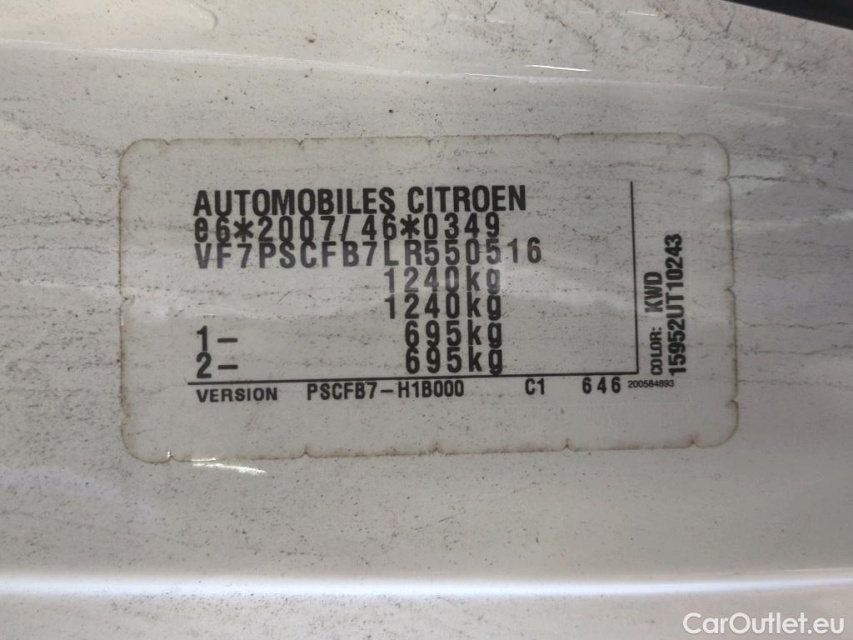 AUTOMOBILES CITROEN
e6*2007/46*0349
VF7PSCFB7LR550516
1240kg
1240kg
1- 695kg
2- 695kg
VERSION PSCFB7-H1B000 C1 646
200584893
COLOR: KWD
15952UT10243
CarOutlet.eu